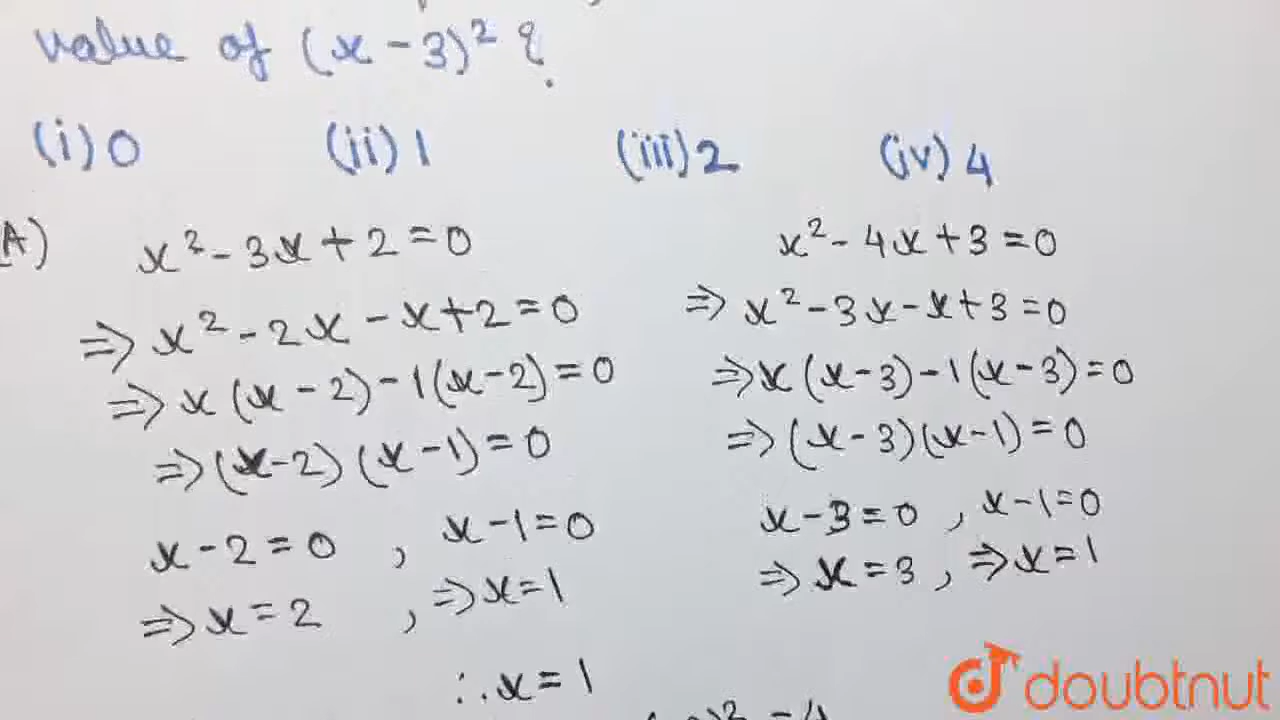 value of (x - 3)² ?
(i) 0 (ii) 1 (iii) 2 (iv) 4
A) x² - 3x + 2 = 0
⇒ x² - 2x - x + 2 = 0
⇒ x (x - 2) - 1 (x - 2) = 0
⇒ (x - 2) (x - 1) = 0
x - 2 = 0 , x - 1 = 0
⇒ x = 2 , ⇒ x = 1
x² - 4x + 3 = 0
⇒ x² - 3x - x + 3 = 0
⇒ x (x - 3) - 1 (x - 3) = 0
⇒ (x - 3) (x - 1) = 0
x - 3 = 0 , x - 1 = 0
⇒ x = 3 , ⇒ x = 1
∴ x = 1
)² = 4
doubtnut